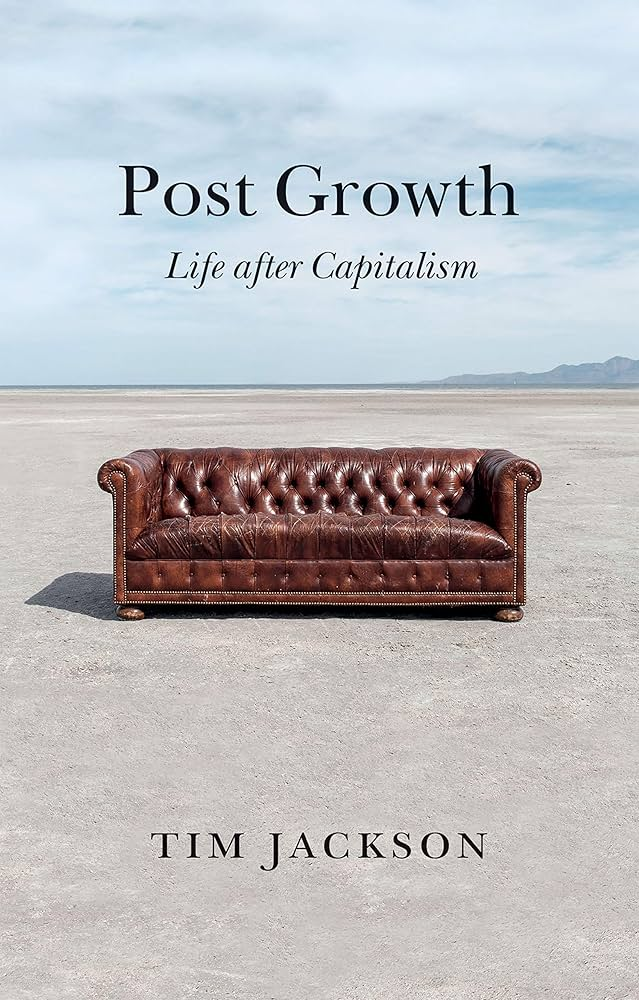 Post Growth
Life after Capitalism
TIM JACKSON